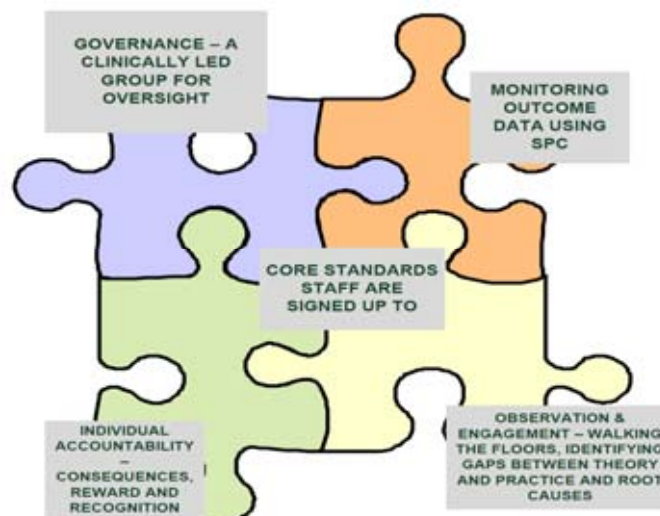 GOVERNANCE – A
CLINICALLY LED
GROUP FOR
OVERSIGHT
MONITORING
OUTCOME
DATA USING
SPC
CORE STANDARDS
STAFF ARE
SIGNED UP TO
INDIVIDUAL
ACCOUNTABILITY
–
CONSEQUENCES,
REWARD AND
RECOGNITION
OBSERVATION &
ENGAGEMENT – WALKING
THE FLOORS, IDENTIFYING
GAPS BETWEEN THEORY
AND PRACTICE AND ROOT
CAUSES